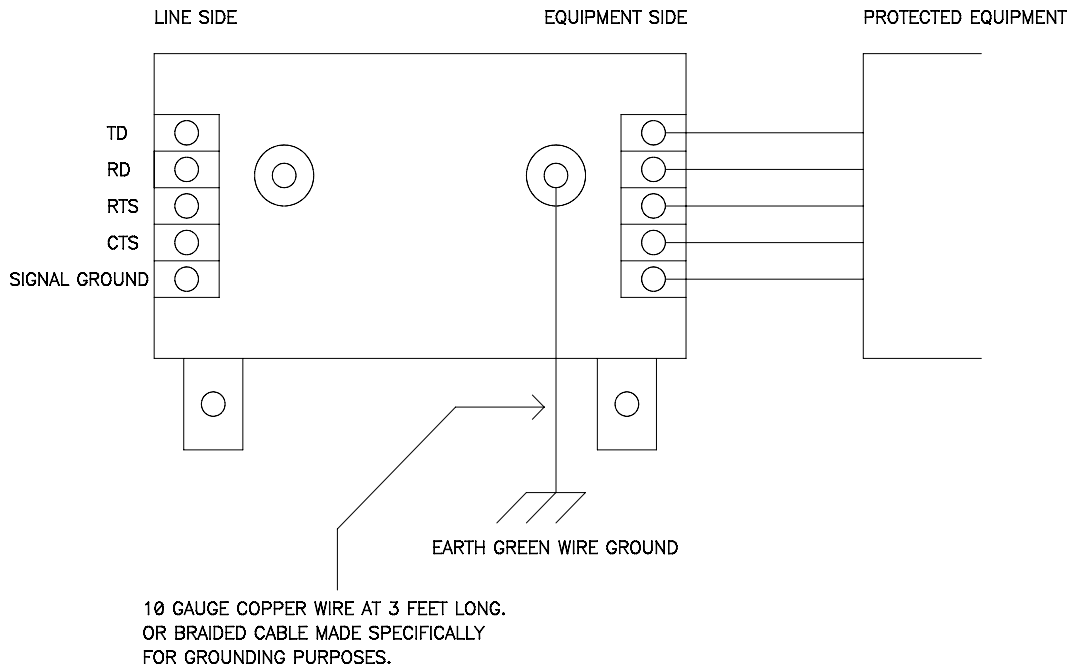 LINE SIDE
EQUIPMENT SIDE
PROTECTED EQUIPMENT
TD
RD
RTS
CTS
SIGNAL GROUND
EARTH GREEN WIRE GROUND
10 GAUGE COPPER WIRE AT 3 FEET LONG.
OR BRAIDED CABLE MADE SPECIFICALLY
FOR GROUNDING PURPOSES.